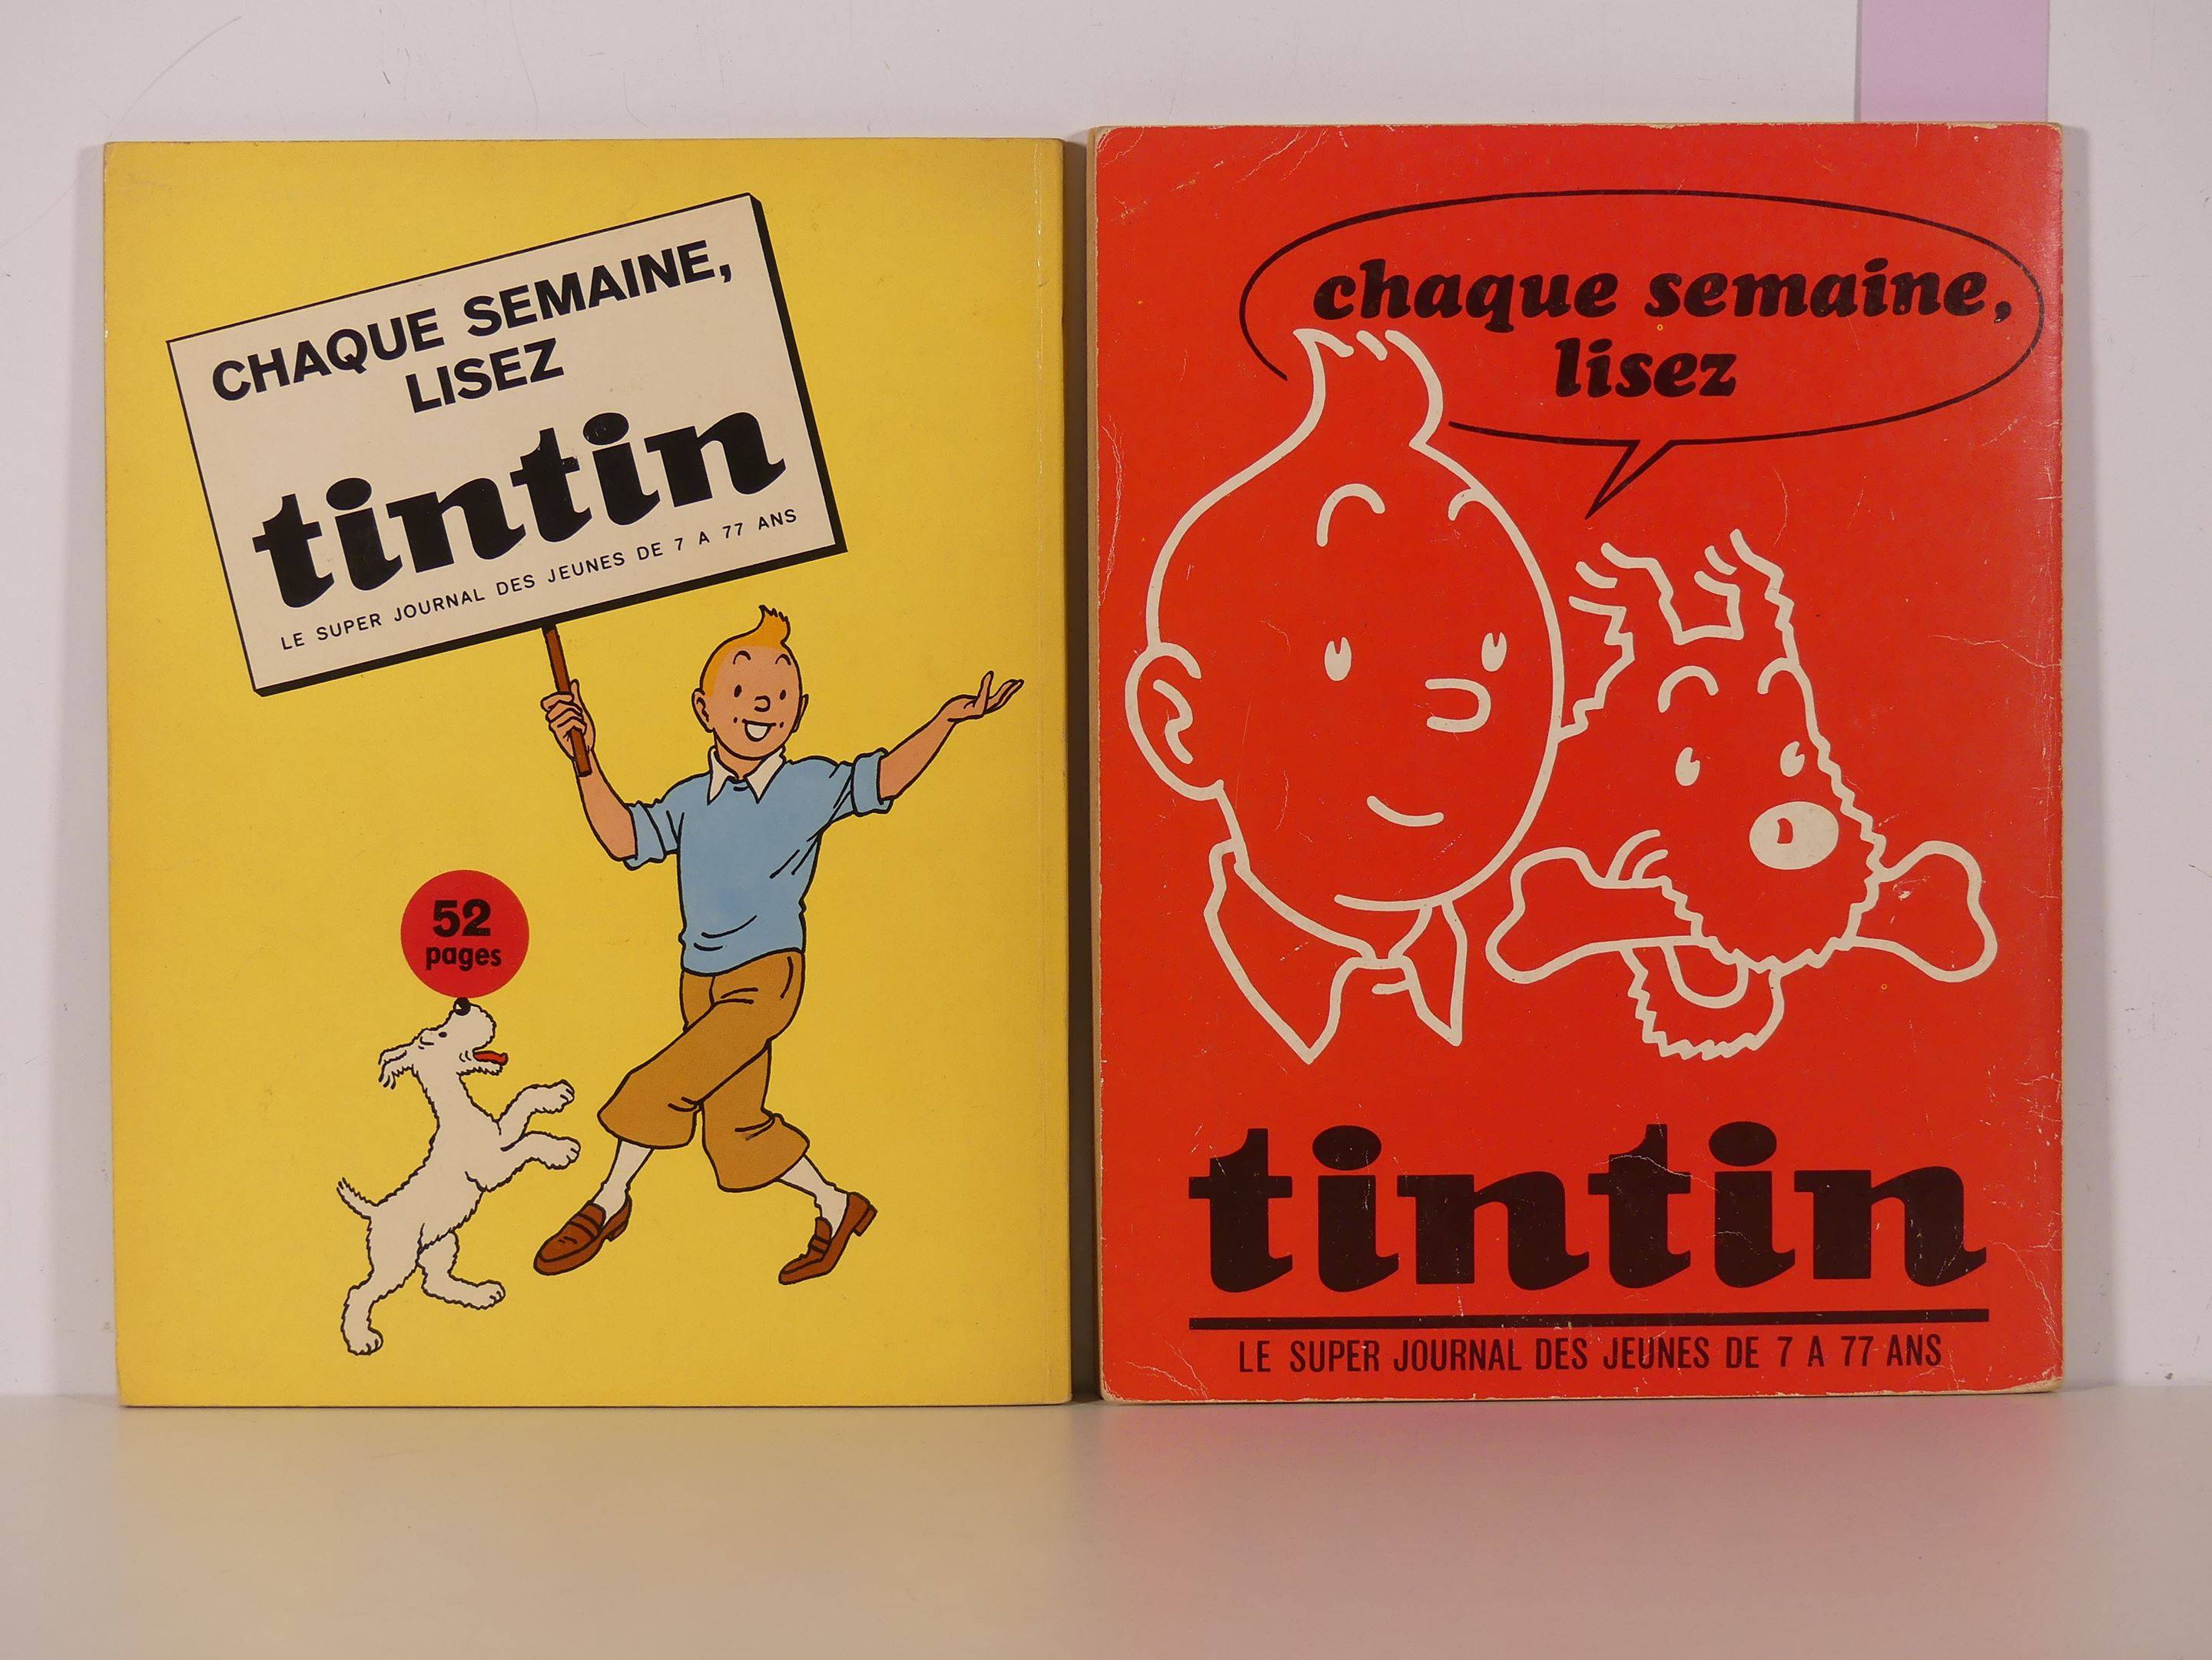 CHAQUE SEMAINE,
LISEZ
tintin
LE SUPER JOURNAL DES JEUNES DE 7 A 77 ANS
52
pages
chaque semaine,
lisez
tintin
LE SUPER JOURNAL DES JEUNES DE 7 A 77 ANS